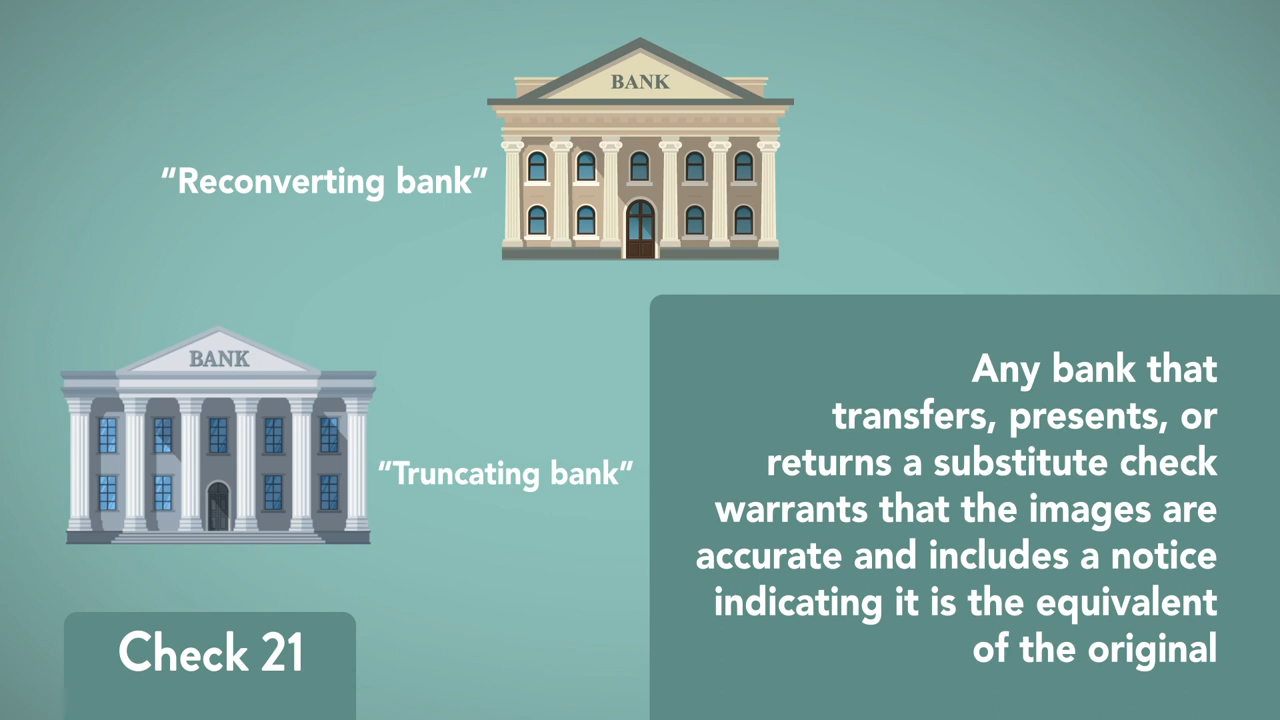 BANK
“Reconverting bank”
BANK
“Truncating bank”
Any bank that
transfers, presents, or
returns a substitute check
warrants that the images are
accurate and includes a notice
indicating it is the equivalent
of the original
Check 21